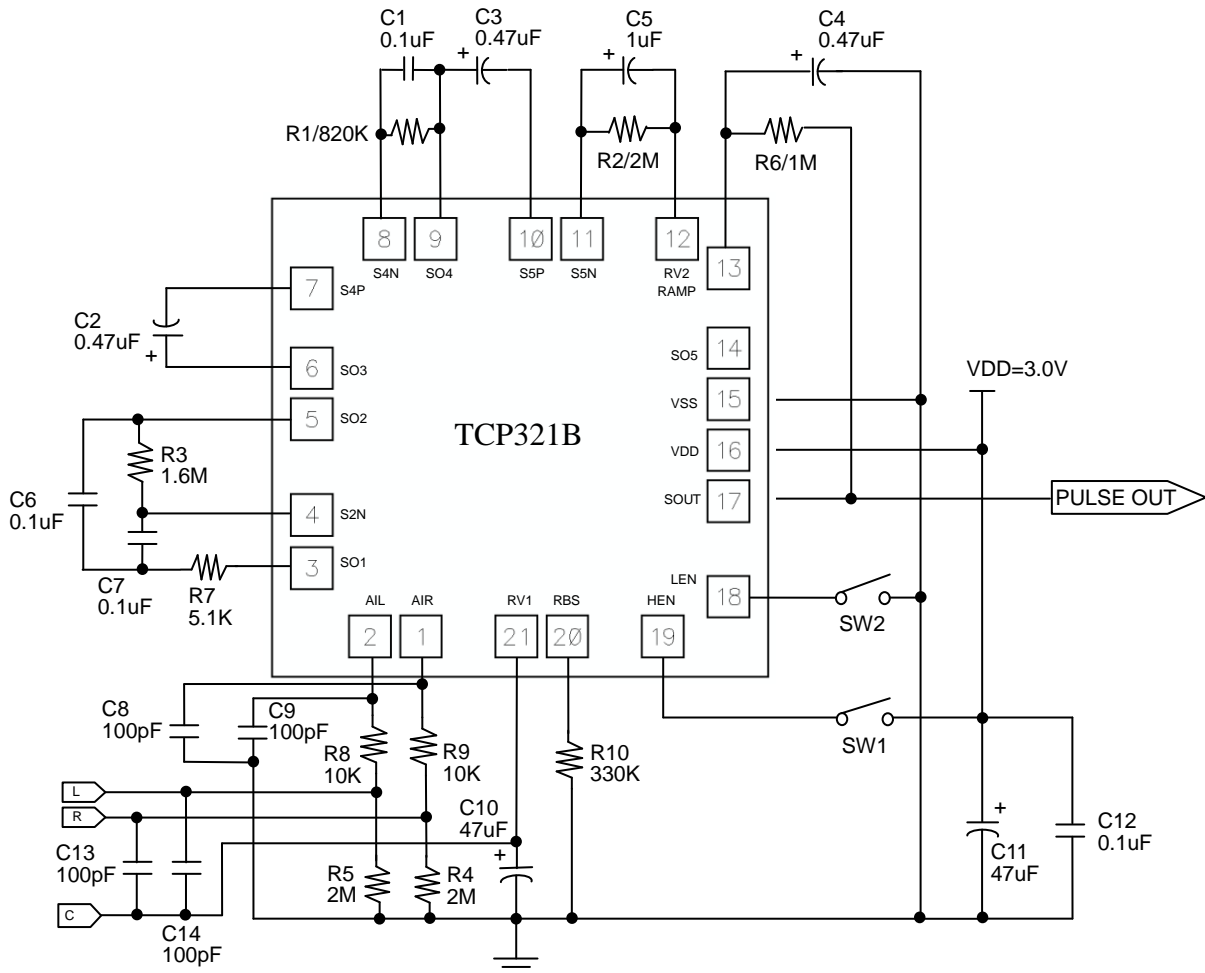 C1
0.1uF
C3
0.47uF
C5
1uF
C4
0.47uF
+
+
+
R1/820K
R2/2M
R6/1M
8
9
10
11
12
13
S4N
SO4
S5P
S5N
RV2
RAMP
7
S4P
C2
0.47uF
+
6
SO3
SO5
14
VDD=3.0V
5
SO2
VSS
15
TCP321B
R3
1.6M
VDD
16
C6
0.1uF
SOUT
17
PULSE OUT
4
S2N
3
SO1
C7
0.1uF
R7
5.1K
LEN
18
SW2
AIL
AIR
RV1
RBS
HEN
2
1
21
20
19
C8
100pF
C9
100pF
SW1
R8
10K
R9
10K
R10
330K
L
R
C10
47uF
+
+
C11
47uF
C12
0.1uF
C13
100pF
R5
2M
R4
2M
C
C14
100pF